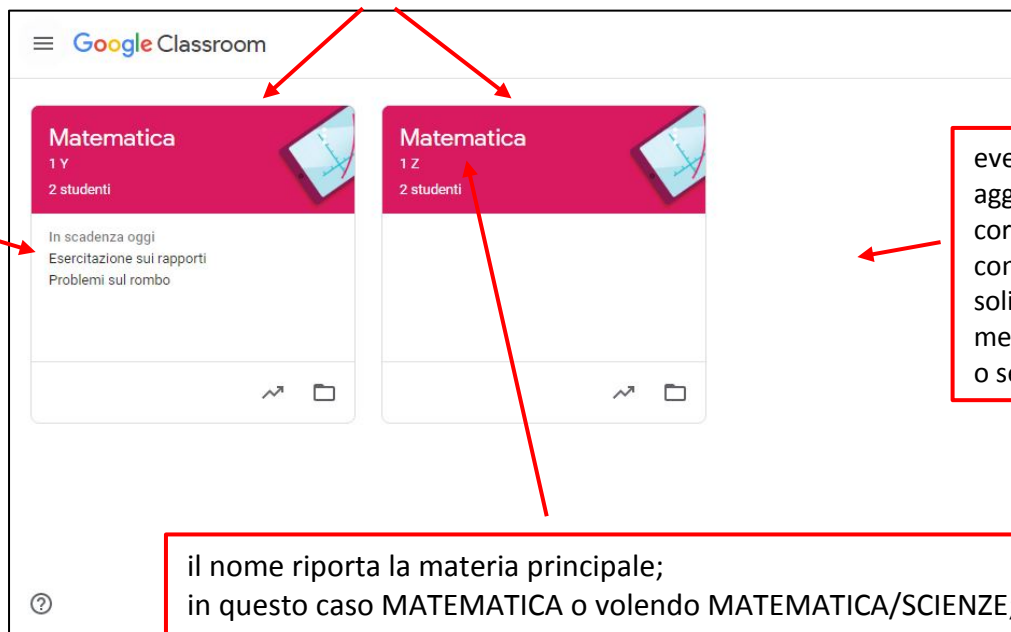 Google Classroom
Matematica
1 Y
2 studenti
In scadenza oggi
Esercitazione sui rapporti
Problemi sul rombo
Matematica
1 Z
2 studenti
il nome riporta la materia principale;
in questo caso MATEMATICA o volendo MATEMATICA/SCIENZE,